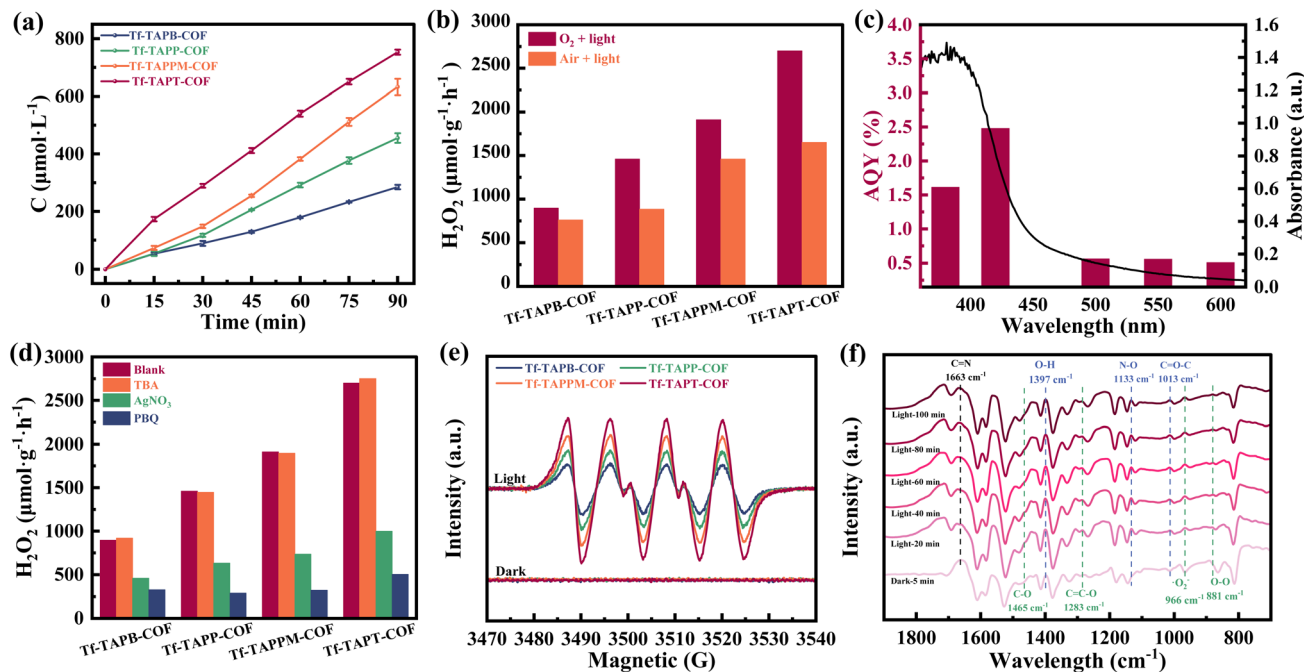 (a)
Tf-TAPB-COF
Tf-TAPP-COF
Tf-TAPPM-COF
Tf-TAPT-COF
800
600
400
200
0
C (μmol·L⁻¹)
0 15 30 45 60 75 90
Time (min)
(b)
O₂ + light
Air + light
3000
2500
2000
1500
1000
500
0
H₂O₂ (μmol·g⁻¹·h⁻¹)
Tf-TAPB-COF
Tf-TAPP-COF
Tf-TAPPM-COF
Tf-TAPT-COF
(c)
4.0
3.5
3.0
2.5
2.0
1.5
1.0
0.5
AQY (%)
1.6
1.4
1.2
1.0
0.8
0.6
0.4
0.2
0.0
Absorbance (a.u.)
400 450 500 550 600
Wavelength (nm)
(d)
Blank
TBA
AgNO₃
PBQ
3000
2500
2000
1500
1000
500
0
H₂O₂ (μmol·g⁻¹·h⁻¹)
Tf-TAPB-COF
Tf-TAPP-COF
Tf-TAPPM-COF
Tf-TAPT-COF
(e)
Tf-TAPB-COF Tf-TAPP-COF
Tf-TAPPM-COF Tf-TAPT-COF
Light
Dark
Intensity (a.u.)
3470 3480 3490 3500 3510 3520 3530 3540
Magnetic (G)
(f)
C=N
1663 cm⁻¹
O-H
1397 cm⁻¹
N-O
1133 cm⁻¹
C=O-C
1013 cm⁻¹
Light-100 min
Light-80 min
Light-60 min
Light-40 min
Light-20 min
Dark-5 min
C-O
1465 cm⁻¹
C=C-O
1283 cm⁻¹
·O₂⁻
966 cm⁻¹
O-O
881 cm⁻¹
Intensity (a.u.)
1800 1600 1400 1200 1000 800
Wavelength (cm⁻¹)